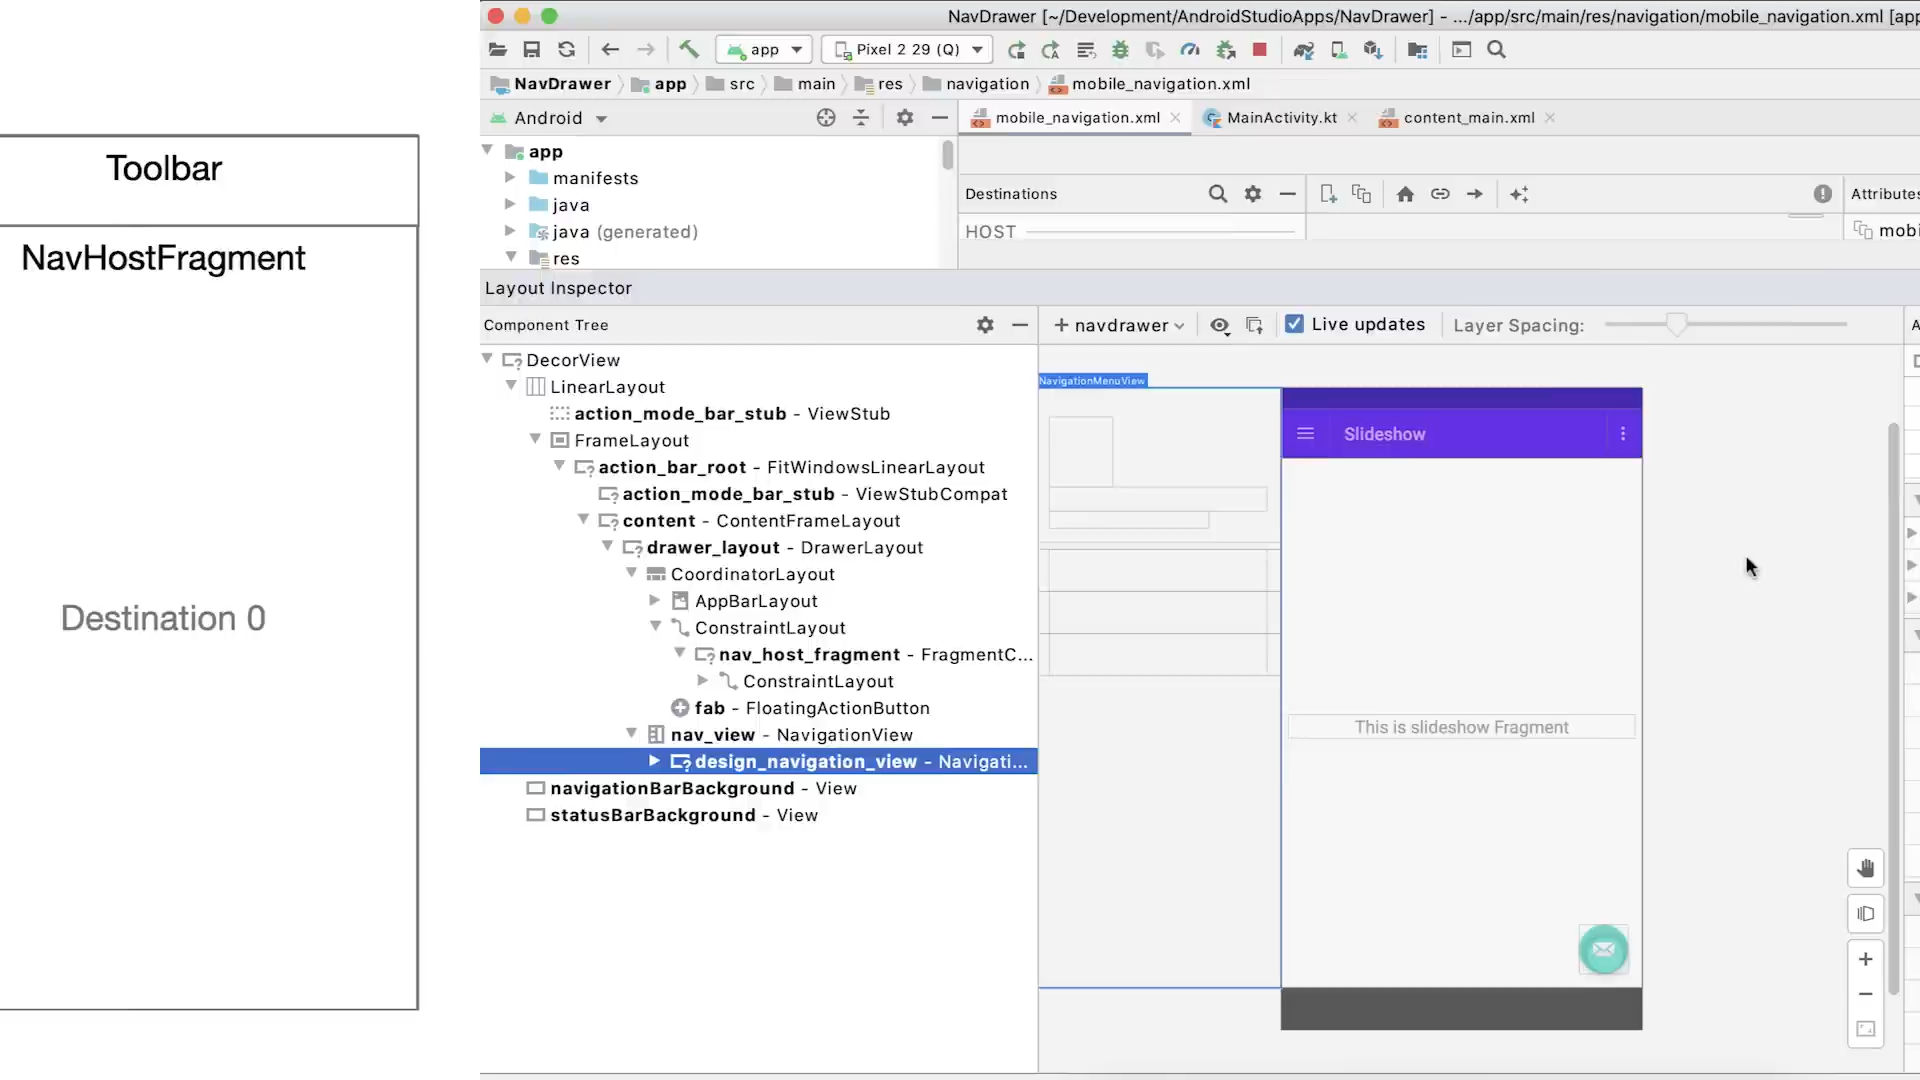 Toolbar
NavHostFragment
Destination 0
NavDrawer [~/Development/AndroidStudioApps/NavDrawer] - .../app/src/main/res/navigation/mobile_navigation.xml [app
app
Pixel 2 29 (Q)
NavDrawer
app
src
main
res
navigation
mobile_navigation.xml
Android
mobile_navigation.xml
MainActivity.kt
content_main.xml
app
manifests
java
java (generated)
res
Destinations
HOST
Attributes
mobi
Layout Inspector
Component Tree
navdrawer
Live updates
Layer Spacing:
A
DecorView
LinearLayout
action_mode_bar_stub - ViewStub
FrameLayout
action_bar_root - FitWindowsLinearLayout
action_mode_bar_stub - ViewStubCompat
content - ContentFrameLayout
drawer_layout - DrawerLayout
CoordinatorLayout
AppBarLayout
ConstraintLayout
nav_host_fragment - FragmentC...
ConstraintLayout
fab - FloatingActionButton
nav_view - NavigationView
design_navigation_view - Navigati...
navigationBarBackground - View
statusBarBackground - View
NavigationMenuView
Slideshow
This is slideshow Fragment